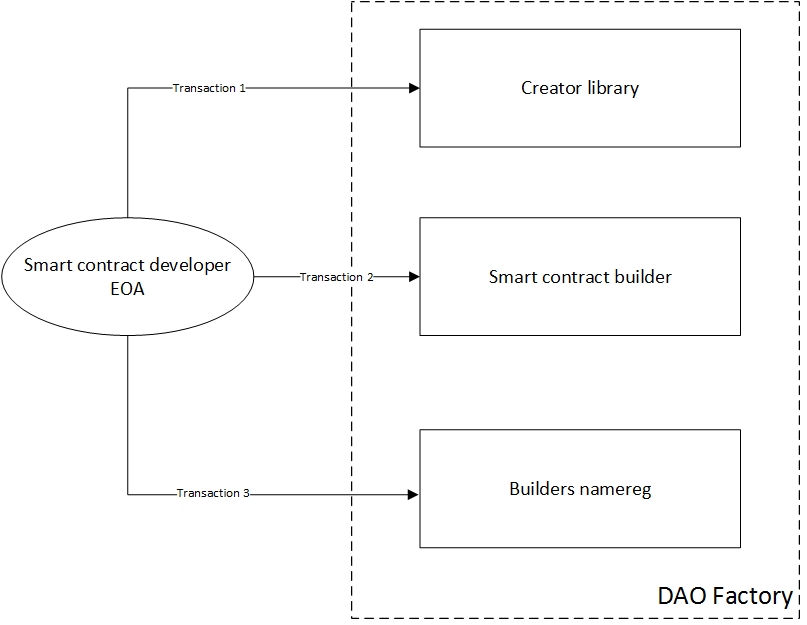 Transaction 1
Creator library
Smart contract developer
EOA
Transaction 2
Smart contract builder
Transaction 3
Builders namereg
DAO Factory